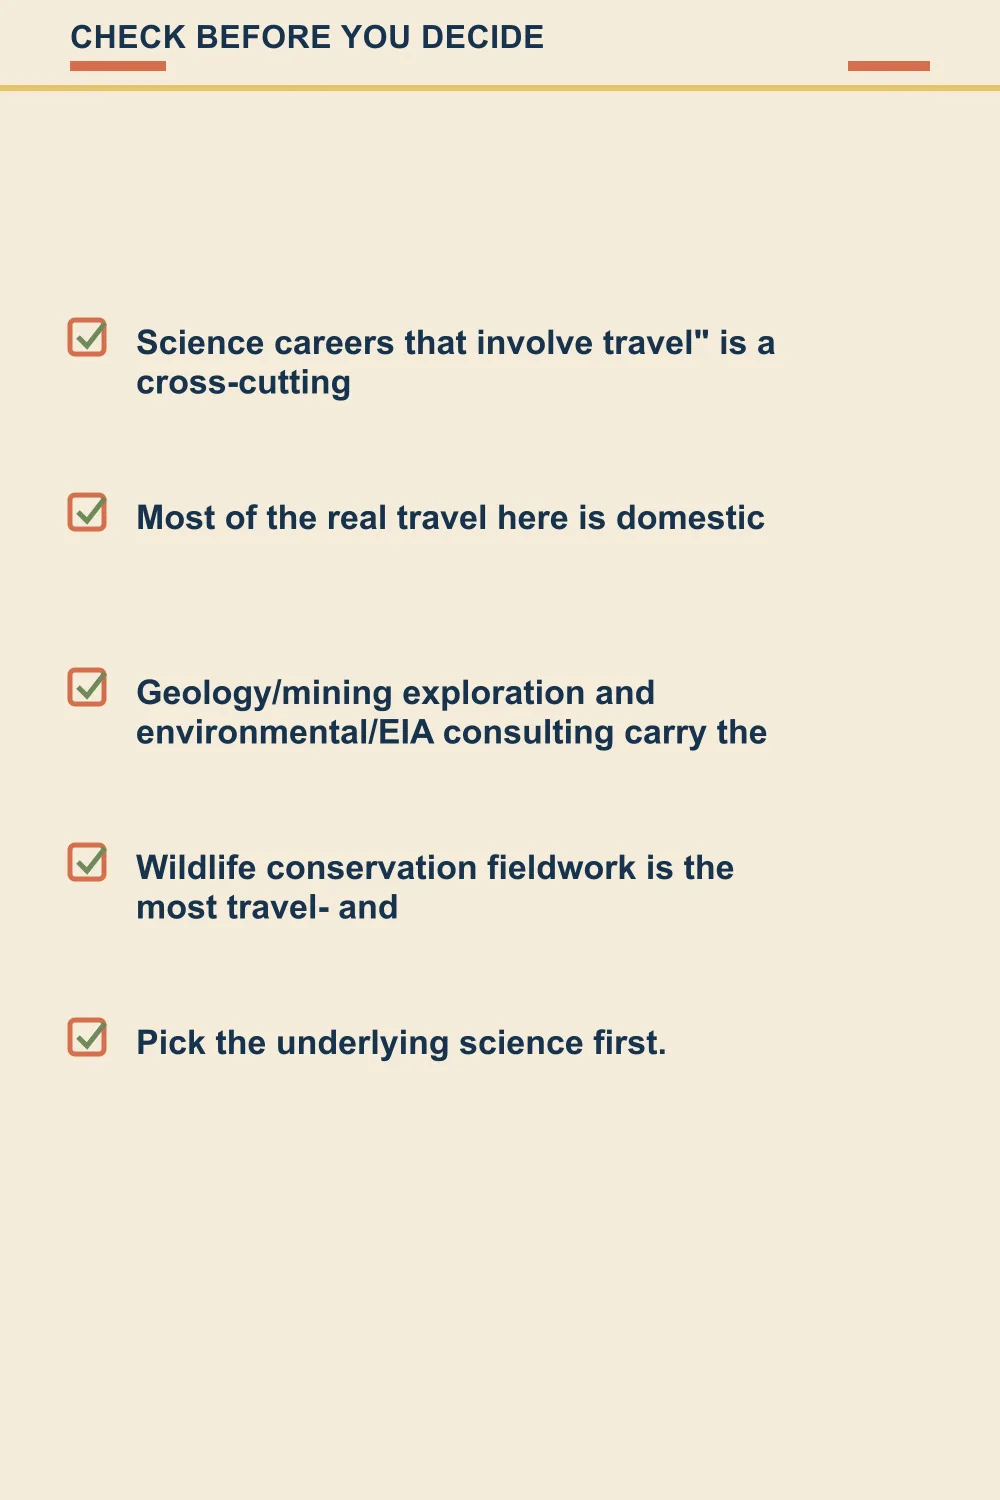 CHECK BEFORE YOU DECIDE
Science careers that involve travel" is a
cross-cutting
Most of the real travel here is domestic
Geology/mining exploration and
environmental/EIA consulting carry the
Wildlife conservation fieldwork is the
most travel- and
Pick the underlying science first.